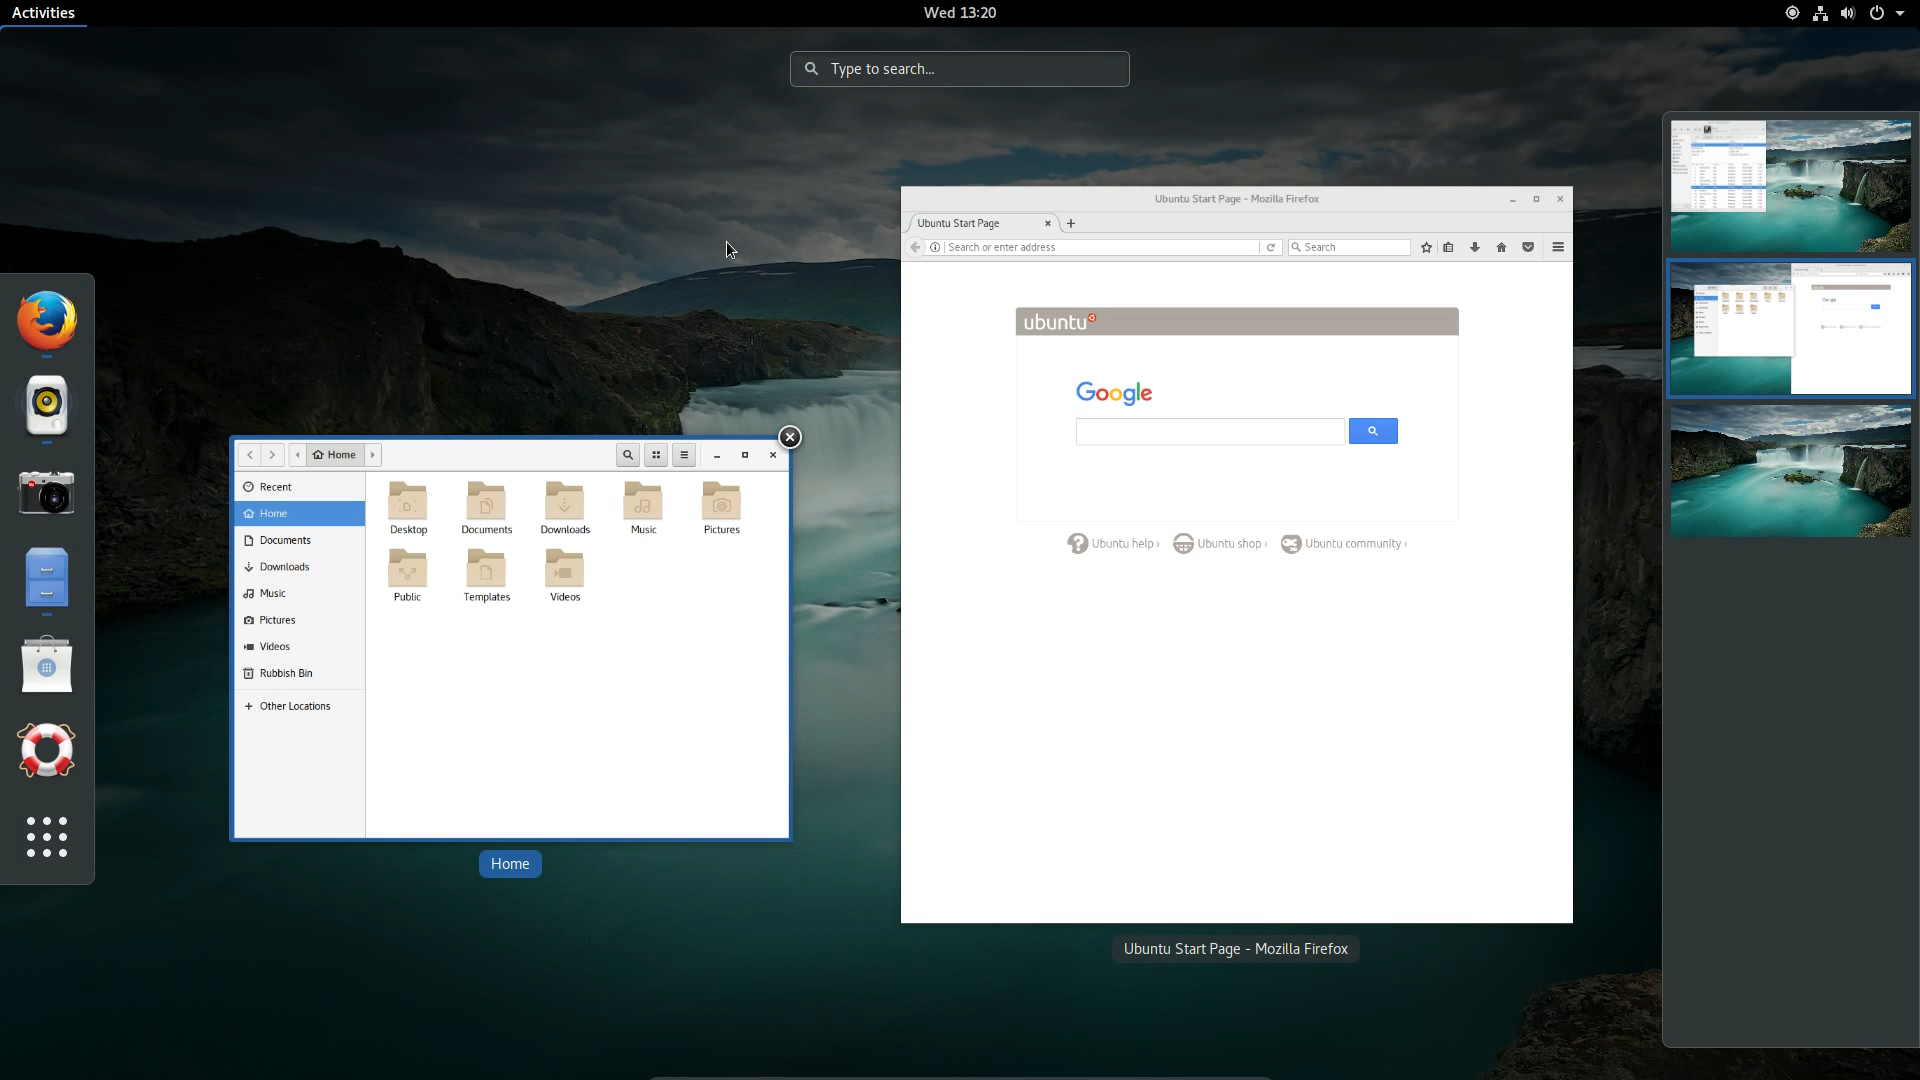 Activities
Wed 13:20
Type to search...
Ubuntu Start Page - Mozilla Firefox
Ubuntu Start Page
Search or enter address
Search
ubuntu
Google
Ubuntu help ›
Ubuntu shop ›
Ubuntu community ›
Home
Recent
Home
Documents
Downloads
Music
Pictures
Videos
Rubbish Bin
Other Locations
Desktop
Documents
Downloads
Music
Pictures
Public
Templates
Videos
Home
Ubuntu Start Page - Mozilla Firefox
Google